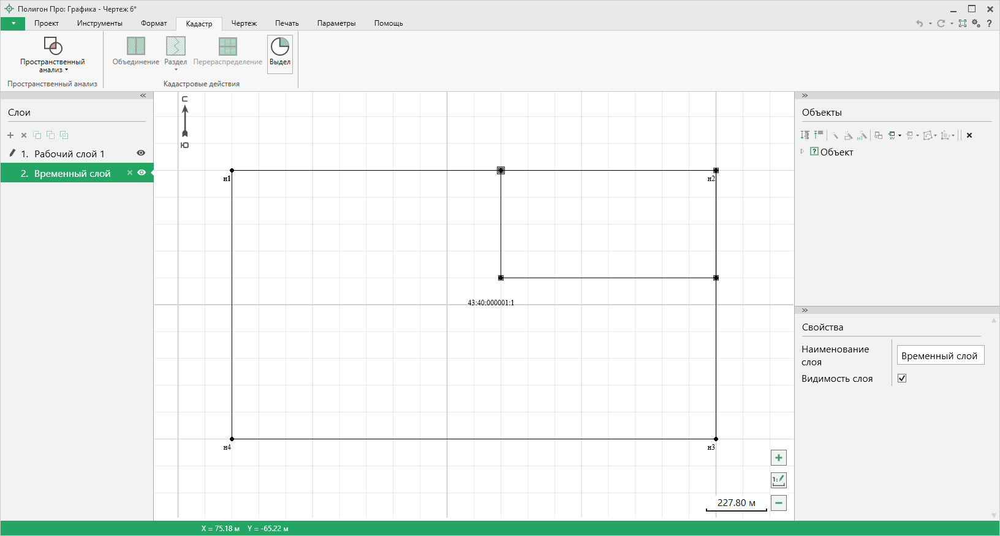 Полигон Про: Графика - Чертеж 6*
Проект Инструменты Формат Кадастр Чертеж Печать Параметры Помощь
?
Пространственный анализ
Объединение Раздел Перераспределение Выдел
Пространственный анализ Кадастровые действия
Слои
1. Рабочий слой 1
2. Временный слой
С
Ю
н1
н2
43:40:000001:1
н4
н3
1:
227.80 м
Объекты
? Объект
Свойства
Наименование слоя
Временный слой
Видимость слоя
X = 75.18 м Y = -65.22 м